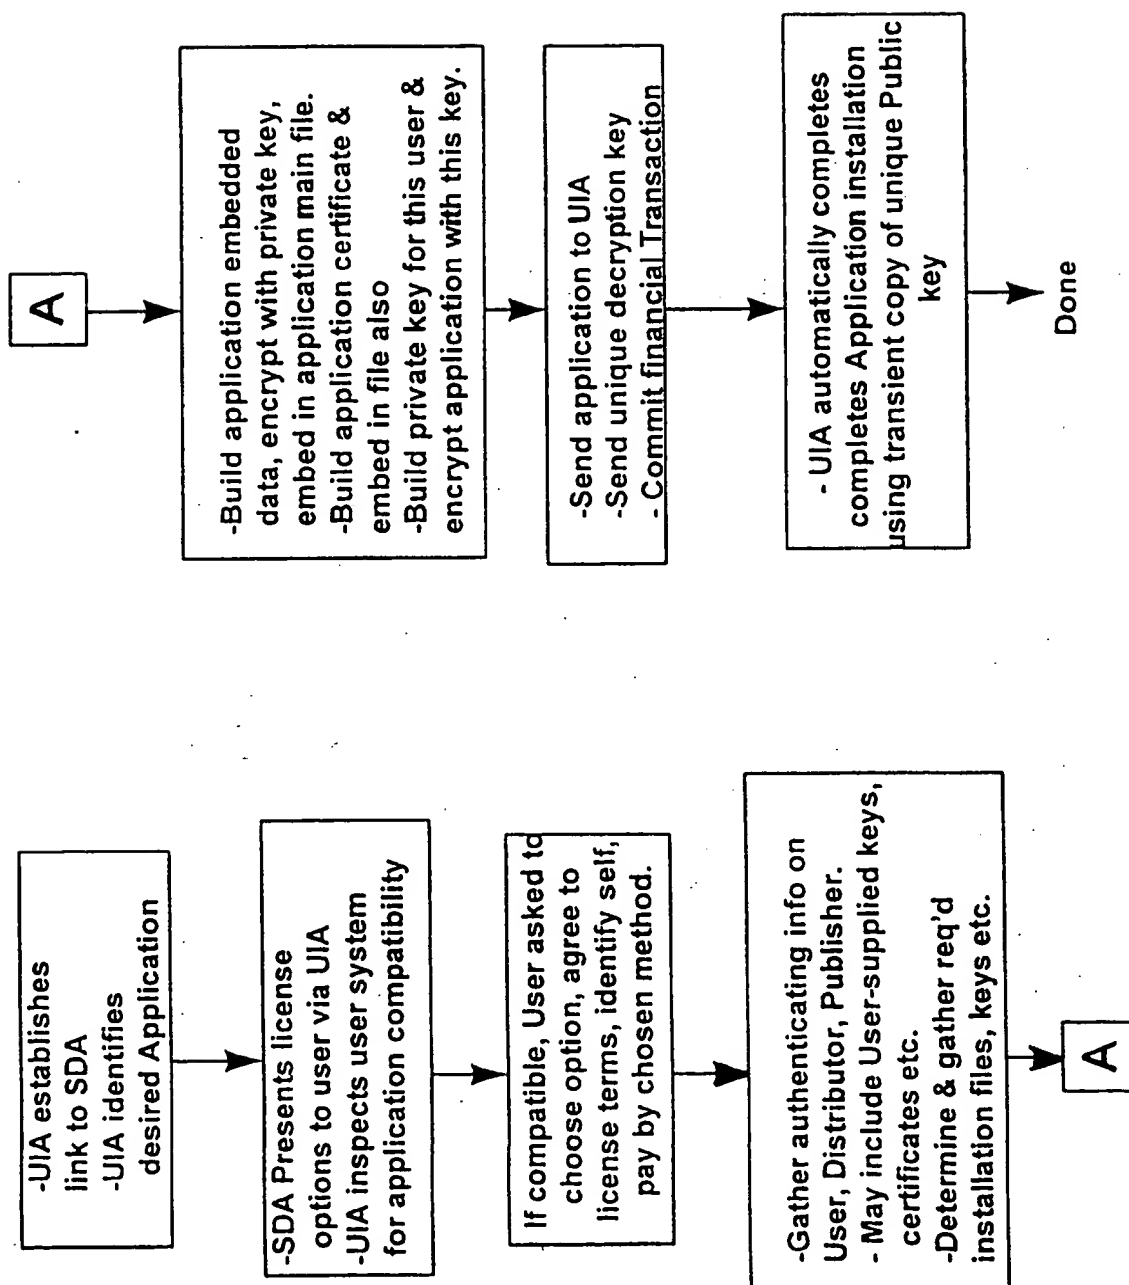 -UIA establishes
link to SDA
-UIA identifies
desired Application
-SDA Presents license
options to user via UIA
-UIA inspects user system
for application compatibility
If compatible, User asked to
choose option, agree to
license terms, identify self,
pay by chosen method.
-Gather authenticating info on
User, Distributor, Publisher.
- May include User-supplied keys,
certificates etc.
-Determine & gather req'd
installation files, keys etc.
A
A
-Build application embedded
data, encrypt with private key,
embed in application main file.
-Build application certificate &
embed in file also
-Build private key for this user &
encrypt application with this key.
-Send application to UIA
-Send unique decryption key
- Commit financial Transaction
- UIA automatically completes
completes Application installation
using transient copy of unique Public
key
Done